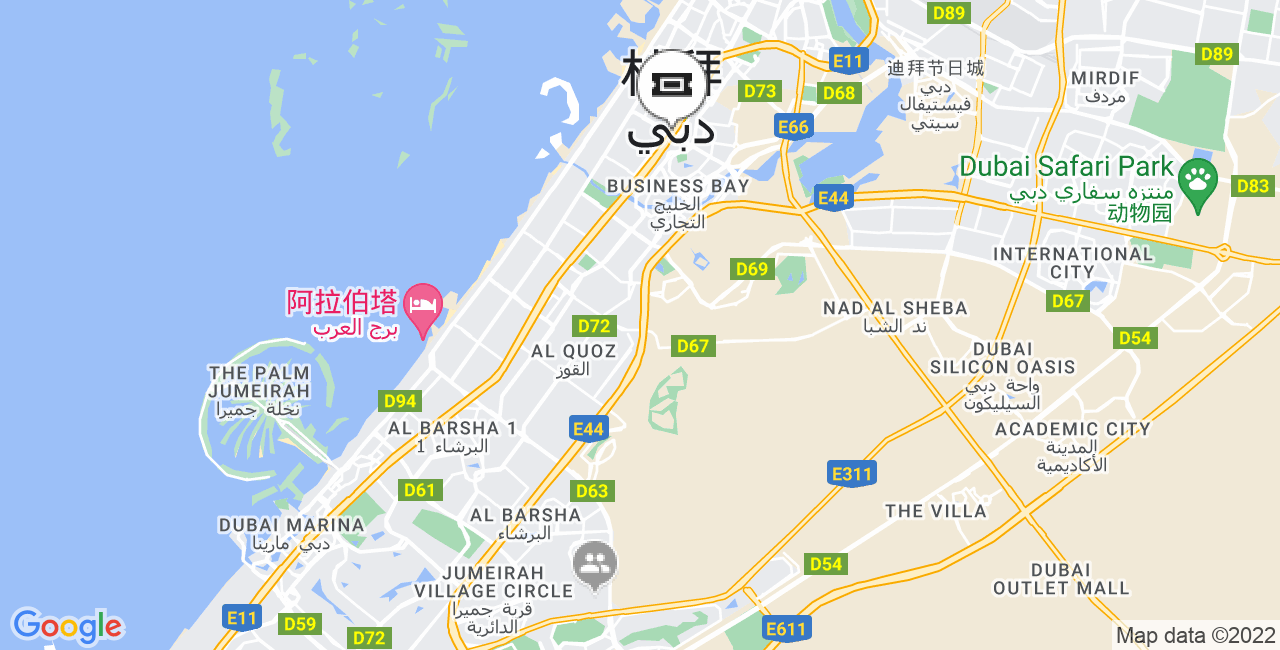 D89
E11
D89
迪拜节日城
دبي
فيستيفال
سيتي
MIRDIF
مردف
D73
D68
E66
دبي
Dubai Safari Park
منتزه سفاري دبي
动物园
BUSINESS BAY
الخليج
التجاري
E44
D83
INTERNATIONAL
CITY
D69
D67
NAD AL SHEBA
ند الشبا
阿拉伯塔
برج العرب
D72
D67
D54
AL QUOZ
القوز
DUBAI
SILICON OASIS
واحة دبي
السيليكون
THE PALM
JUMEIRAH
نخلة جميرا
D94
AL BARSHA 1
البرشاء 1
E44
ACADEMIC CITY
المدينة
الأكاديمية
E311
D61
D63
THE VILLA
AL BARSHA
البرشاء
DUBAI MARINA
دبي مارينا
D54
JUMEIRAH
VILLAGE CIRCLE
قرية جميرا
الدائرية
DUBAI
OUTLET MALL
E11
D59
D72
E611
Google
Map data ©2022